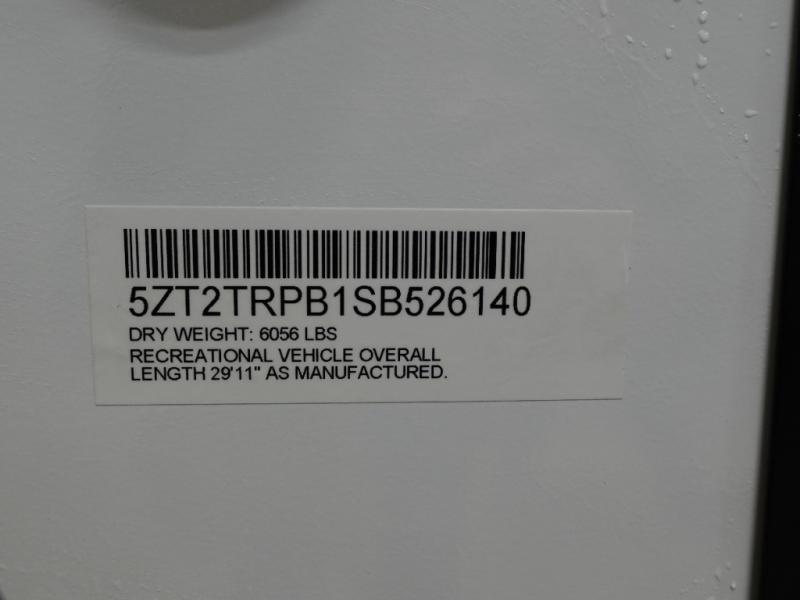 5ZT2TRPB1SB526140
DRY WEIGHT: 6056 LBS
RECREATIONAL VEHICLE OVERALL
LENGTH 29'11" AS MANUFACTURED.